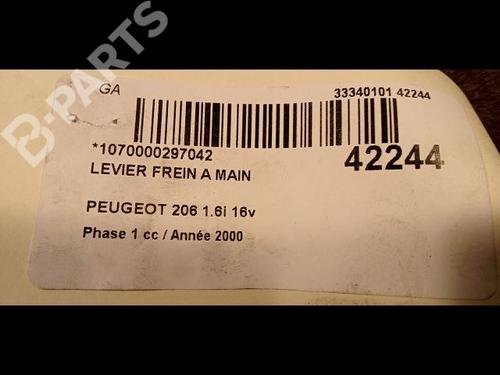 B-PARTS
GA
33340101 42244
*1070000297042
42244
LEVIER FREIN A MAIN
PEUGEOT 206 1.6i 16v
Phase 1 cc / Année 2000